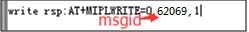 write rsp:AT+MIPLWRITE=0,62069,1
msgid